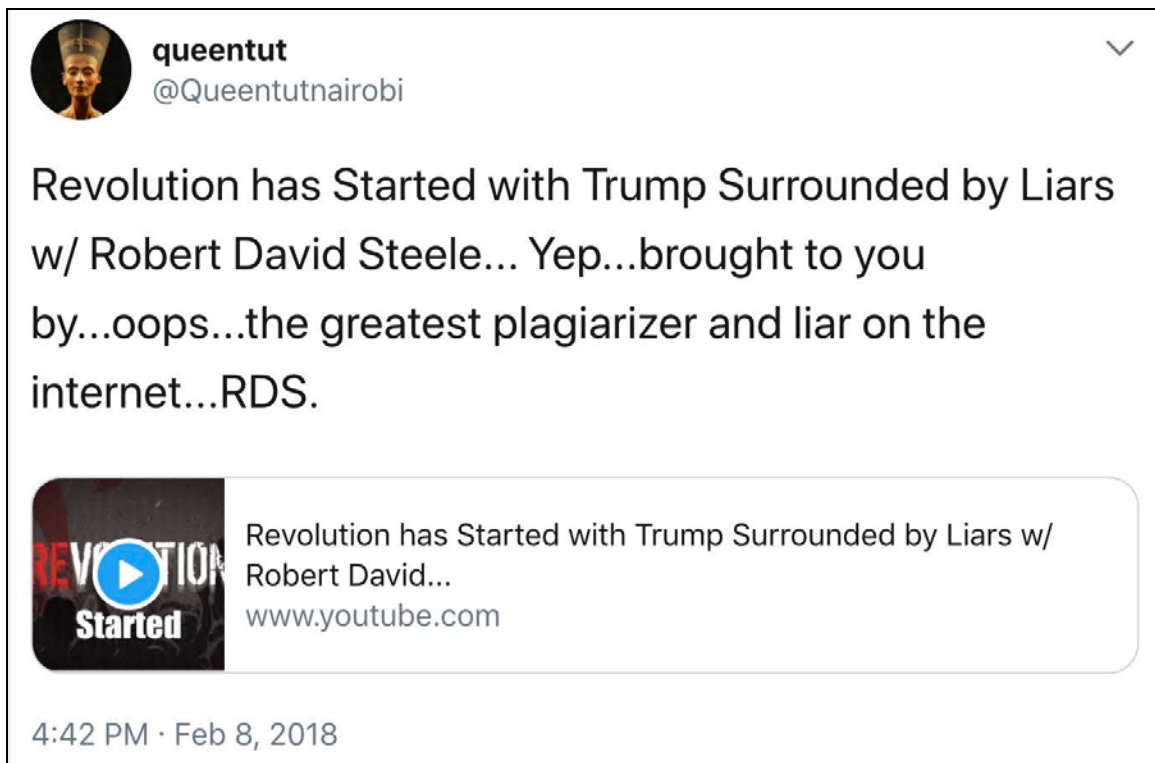 queentut
@Queentutnairobi
Revolution has Started with Trump Surrounded by Liars
w/ Robert David Steele... Yep...brought to you
by...oops...the greatest plagiarizer and liar on the
internet...RDS.
REVOLUTION
Started
Revolution has Started with Trump Surrounded by Liars w/
Robert David...
www.youtube.com
4:42 PM · Feb 8, 2018